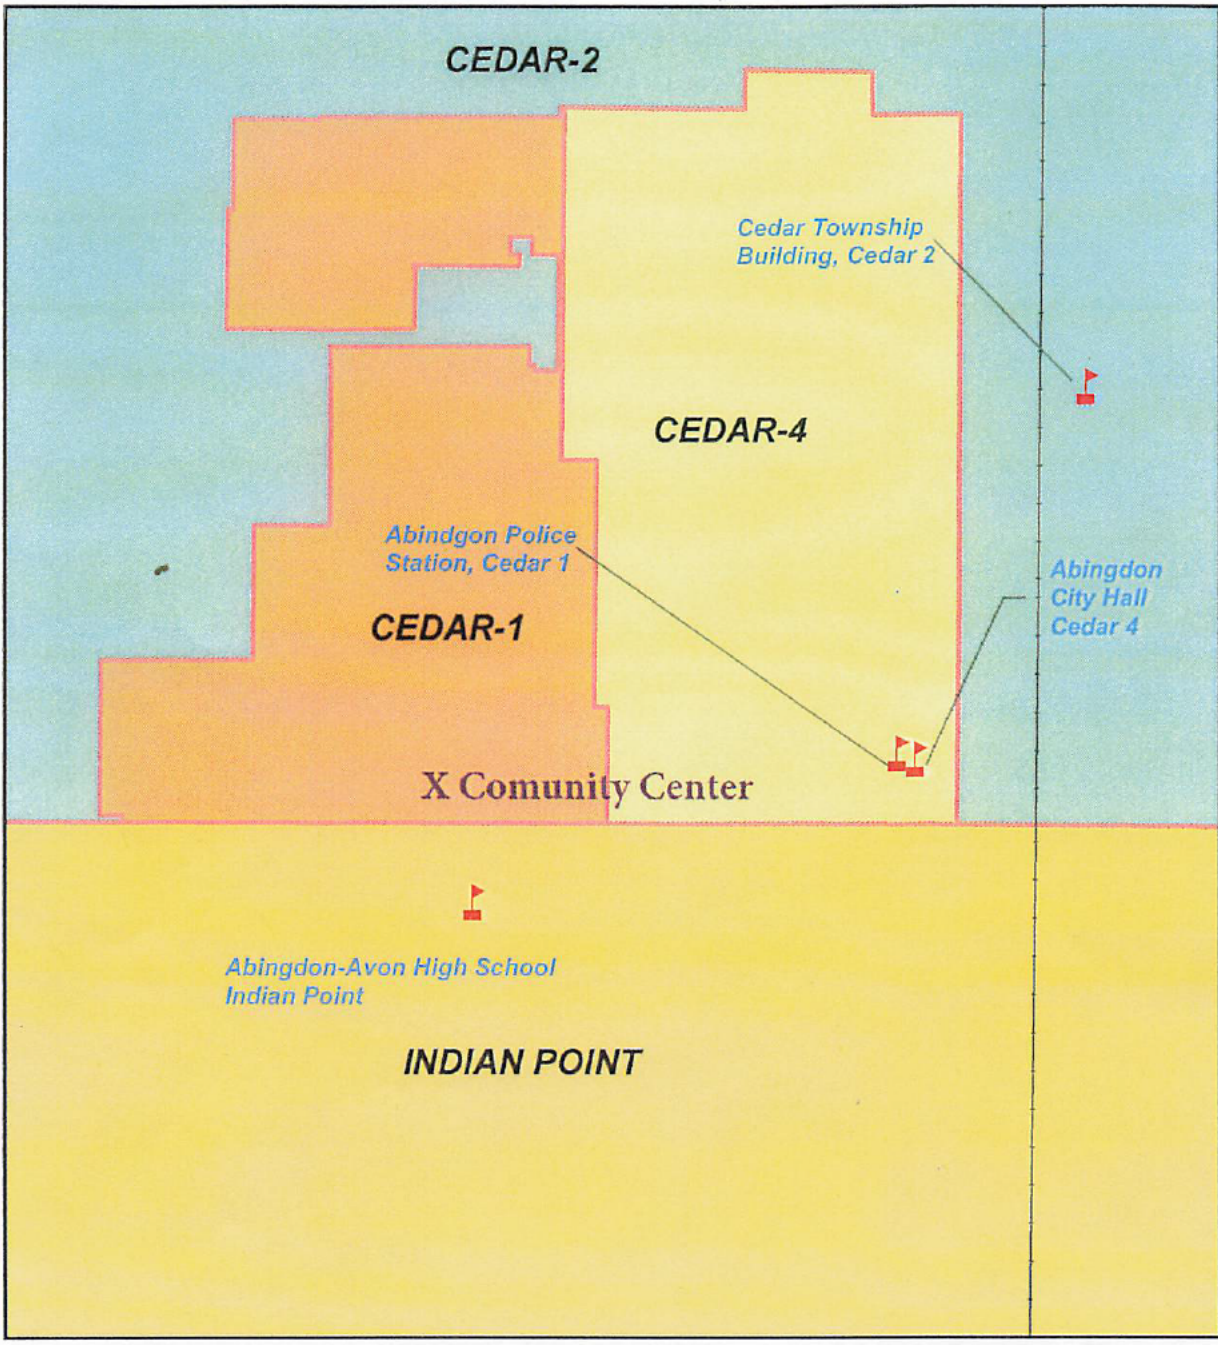 CEDAR-2
Cedar Township
Building, Cedar 2
CEDAR-4
Abindgon Police
Station, Cedar 1
Abingdon
City Hall
Cedar 4
CEDAR-1
X Comunity Center
Abingdon-Avon High School
Indian Point
INDIAN POINT